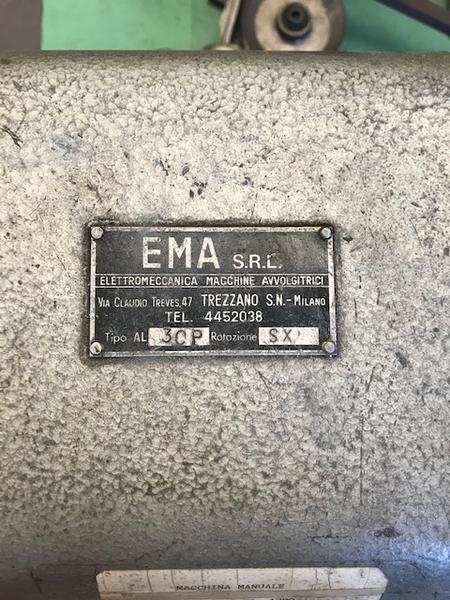 EMA S.R.L.
ELETTROMECCANICA MACCHINE AVVOLGITRICI
VIA CLAUDIO TREVES, 47 TREZZANO S.N. - MILANO
TEL. 4452038
Tipo AL 3CP Rotazione SX
MACCHINA MANUALE